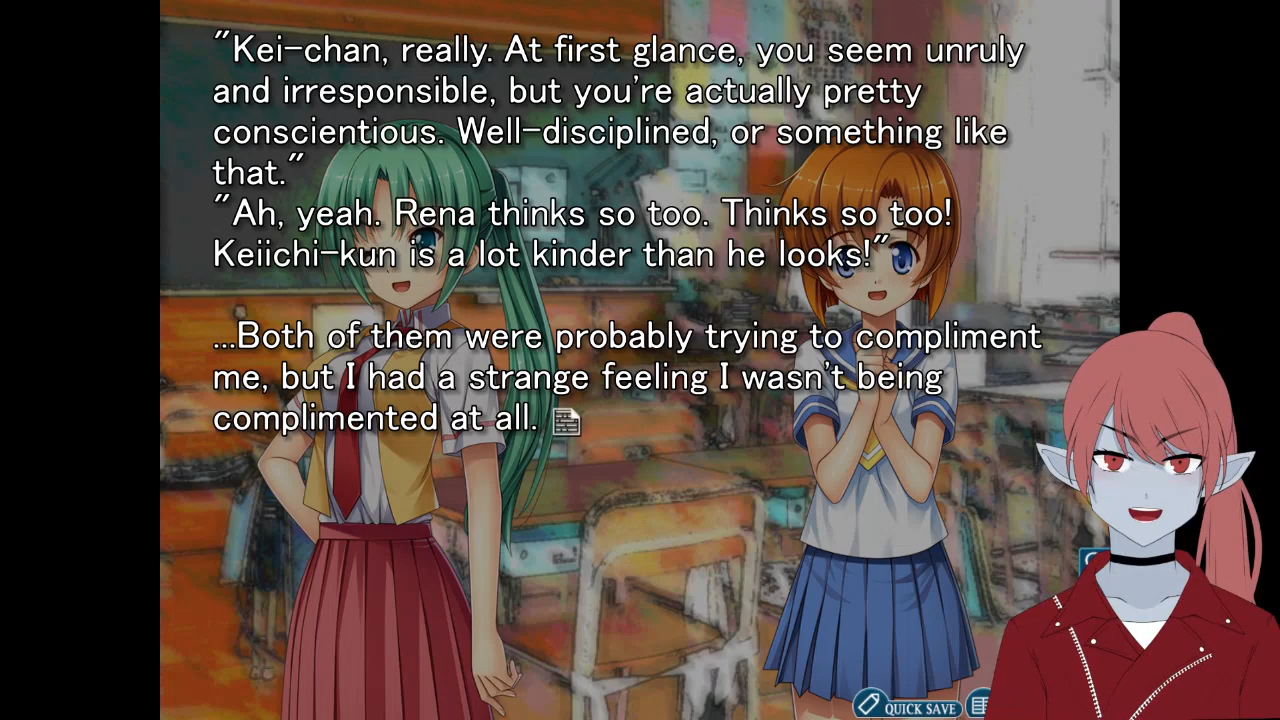 "Kei-chan, really. At first glance, you seem unruly
and irresponsible, but you're actually pretty
conscientious. Well-disciplined, or something like
that."
"Ah, yeah. Rena thinks so too. Thinks so too!
Keiichi-kun is a lot kinder than he looks!"
...Both of them were probably trying to compliment
me, but I had a strange feeling I wasn't being
complimented at all.
QUICK SAVE